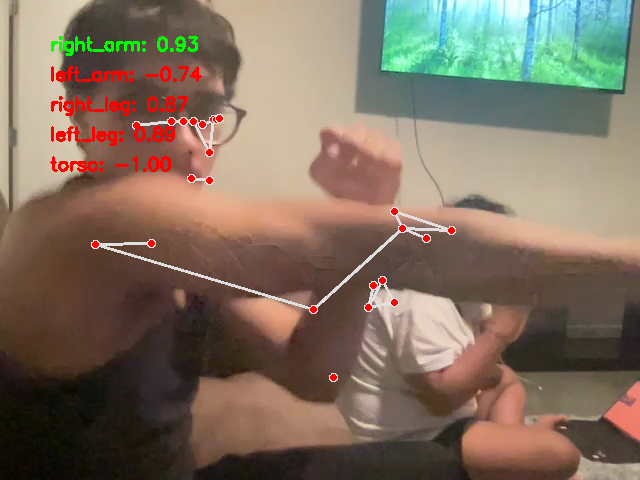 right_arm: 0.93
left_arm: -0.74
right_leg: 0.87
left_leg: 0.89
torso: -1.00